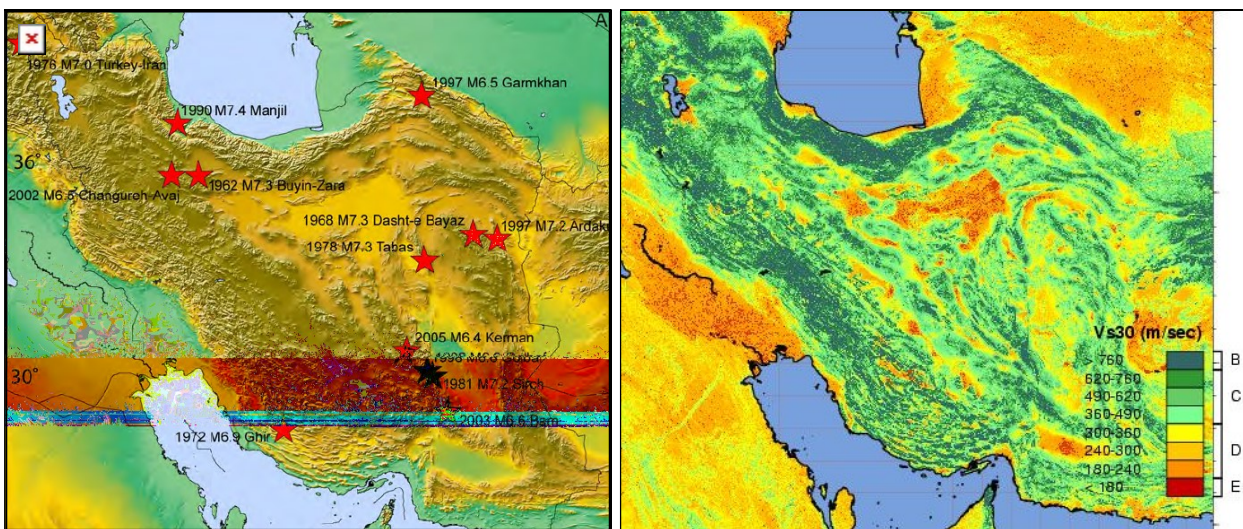 A
1976 M7.0 Turkey-Iran
1997 M6.5 Garmkhan
1990 M7.4 Manjil
36°
2002 M6.5 Changureh-Avaj
1962 M7.3 Buyin-Zara
1968 M7.3 Dasht-e Bayaz
1997 M7.2 Ardaku
1978 M7.3 Tabas
2005 M6.4 Kerman
30°
1981 M7.2 Sirch
2003 M6.6 Bam
1972 M6.9 Ghir
Vs30 (m/sec)
> 760
620-760
490-620
360-490
300-360
240-300
180-240
< 180
B
C
D
E